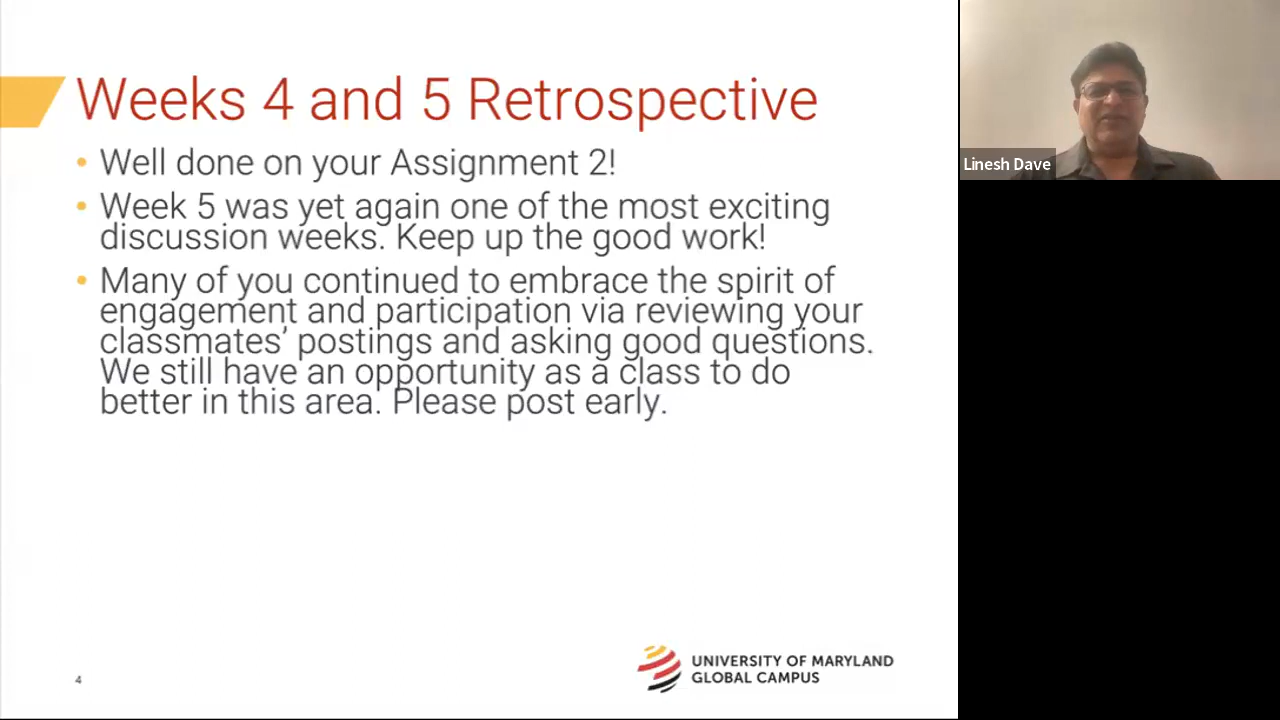 Weeks 4 and 5 Retrospective
• Well done on your Assignment 2!
• Week 5 was yet again one of the most exciting
discussion weeks. Keep up the good work!
• Many of you continued to embrace the spirit of
engagement and participation via reviewing your
classmates’ postings and asking good questions.
We still have an opportunity as a class to do
better in this area. Please post early.
4
UNIVERSITY OF MARYLAND
GLOBAL CAMPUS
Linesh Dave